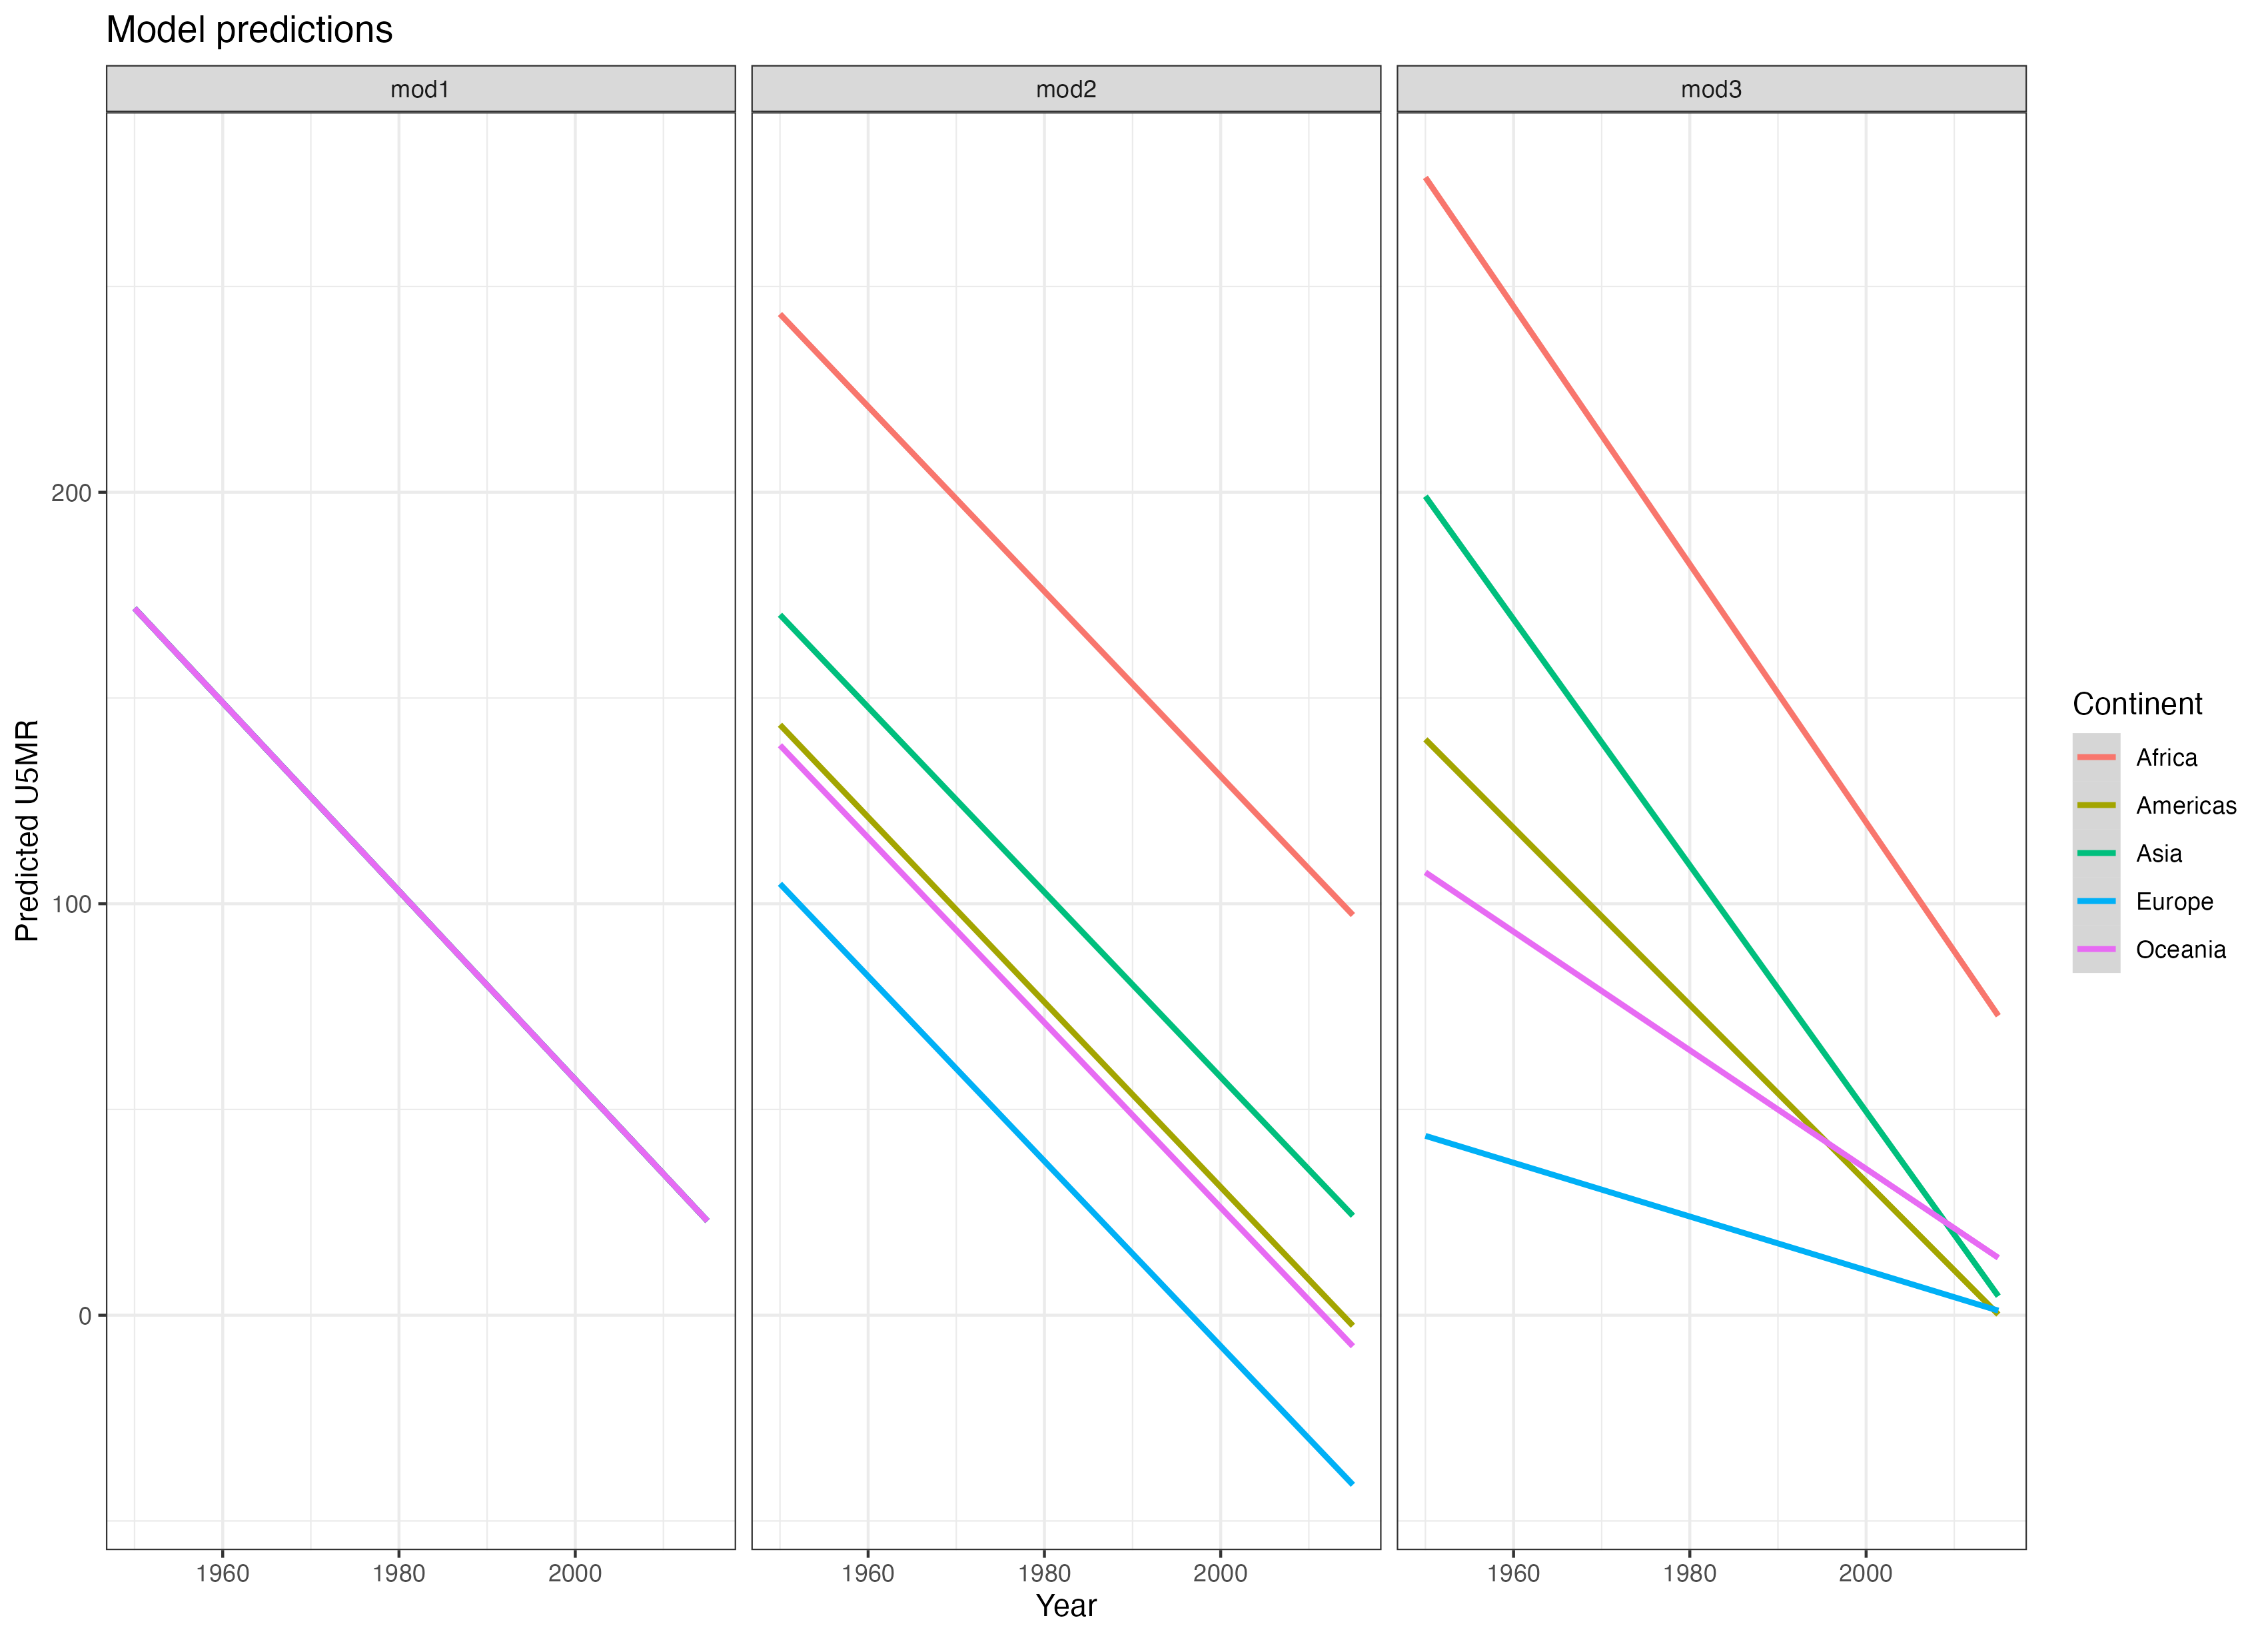 Model predictions
mod1
mod2
mod3
Predicted U5MR
200
100
0
1960
1980
2000
1960
1980
2000
1960
1980
2000
Year
Continent
Africa
Americas
Asia
Europe
Oceania